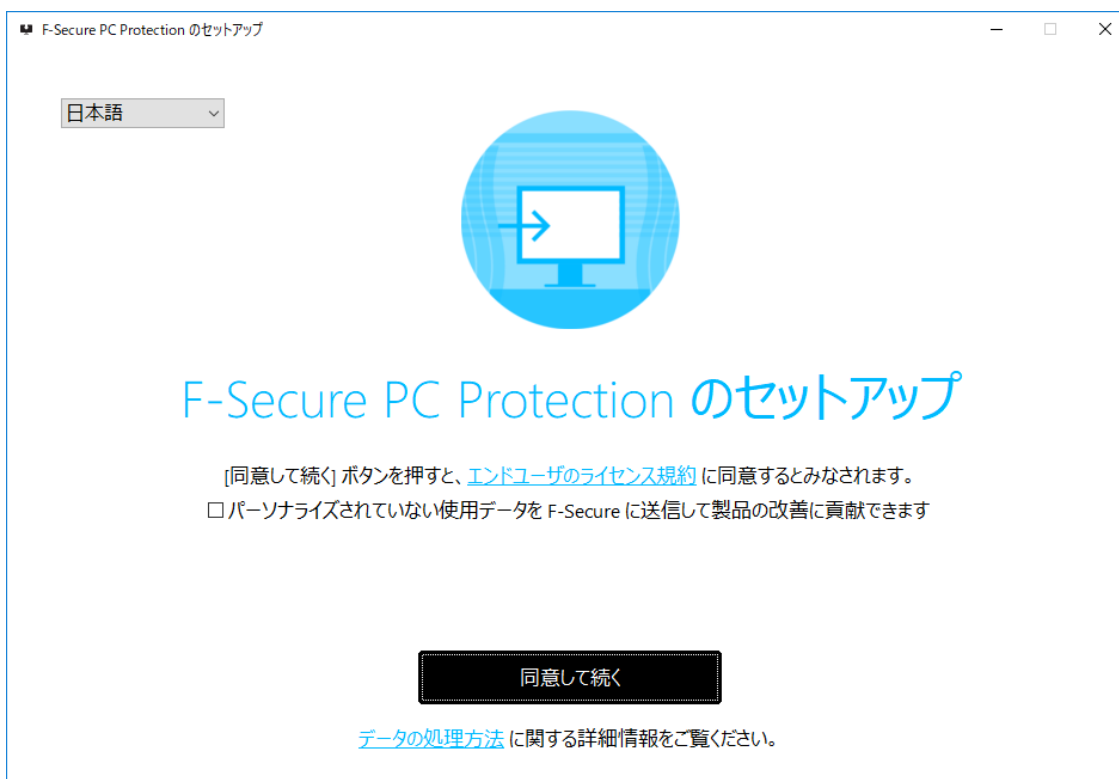 F-Secure PC Protection のセットアップ
日本語
F-Secure PC Protection のセットアップ
[同意して続く] ボタンを押すと、エンドユーザのライセンス規約 に同意するとみなされます。
パーソナライズされていない使用データを F-Secure に送信して製品の改善に貢献できます
同意して続く
データの処理方法 に関する詳細情報をご覧ください。